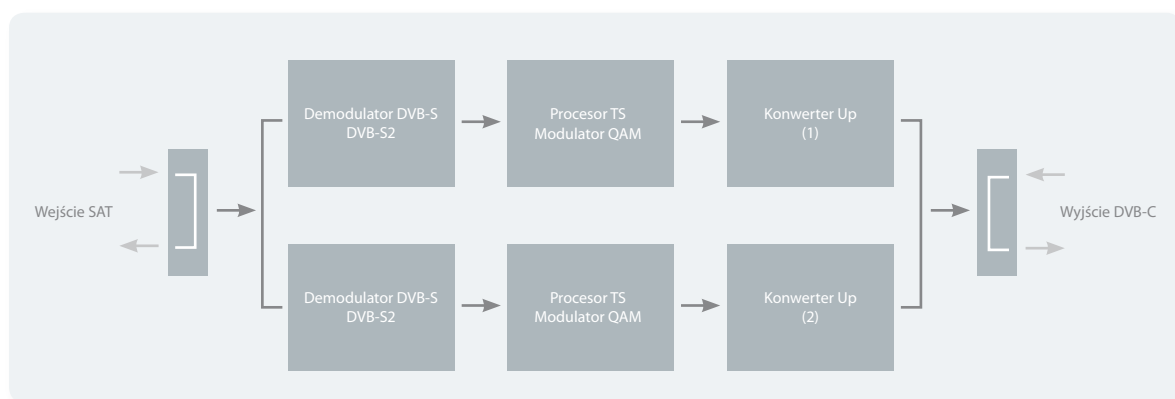 Demodulator DVB-S
DVB-S2
Procesor TS
Modulator QAM
Konwerter Up
(1)
Wejście SAT
Wyjście DVB-C
Demodulator DVB-S
DVB-S2
Procesor TS
Modulator QAM
Konwerter Up
(2)